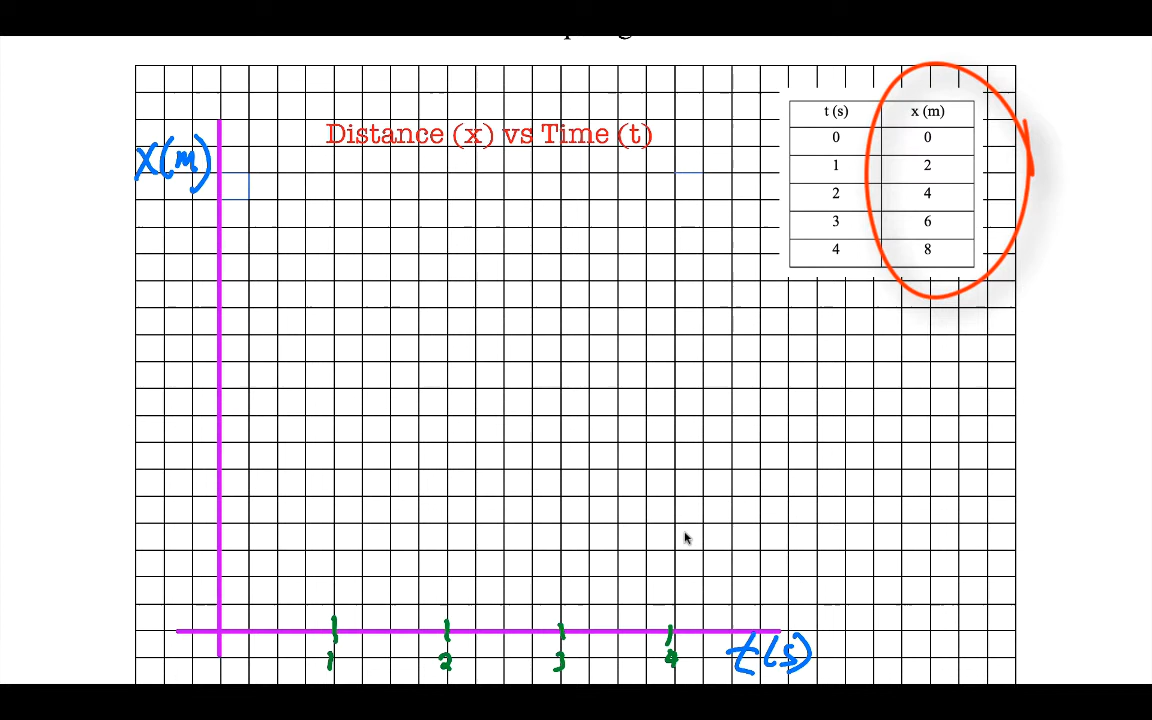 Distance (x) vs Time (t)
x(m)
t (s) x (m)
0 0
1 2
2 4
3 6
4 8
1 2 3 4
t(s)